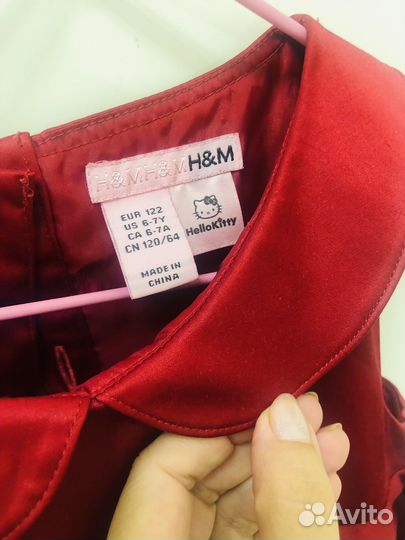 H&M H&M H&M
EUR 122
US 6-7Y
CA 6-7A
CN 120/64
MADE IN
CHINA
HelloKitty
Avito